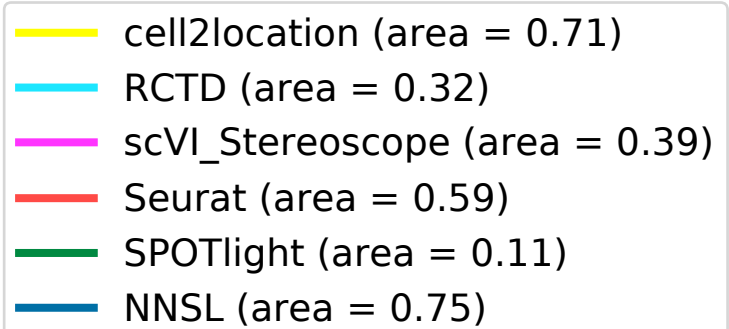 cell2location (area = 0.71)
RCTD (area = 0.32)
scVI_Stereoscope (area = 0.39)
Seurat (area = 0.59)
SPOTlight (area = 0.11)
NNSL (area = 0.75)